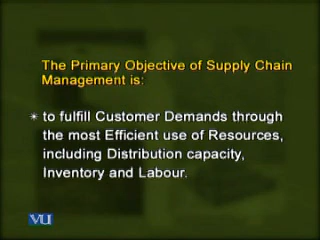 The Primary Objective of Supply Chain
Management is:
✶ to fulfill Customer Demands through
the most Efficient use of Resources,
including Distribution capacity,
Inventory and Labour.
VU